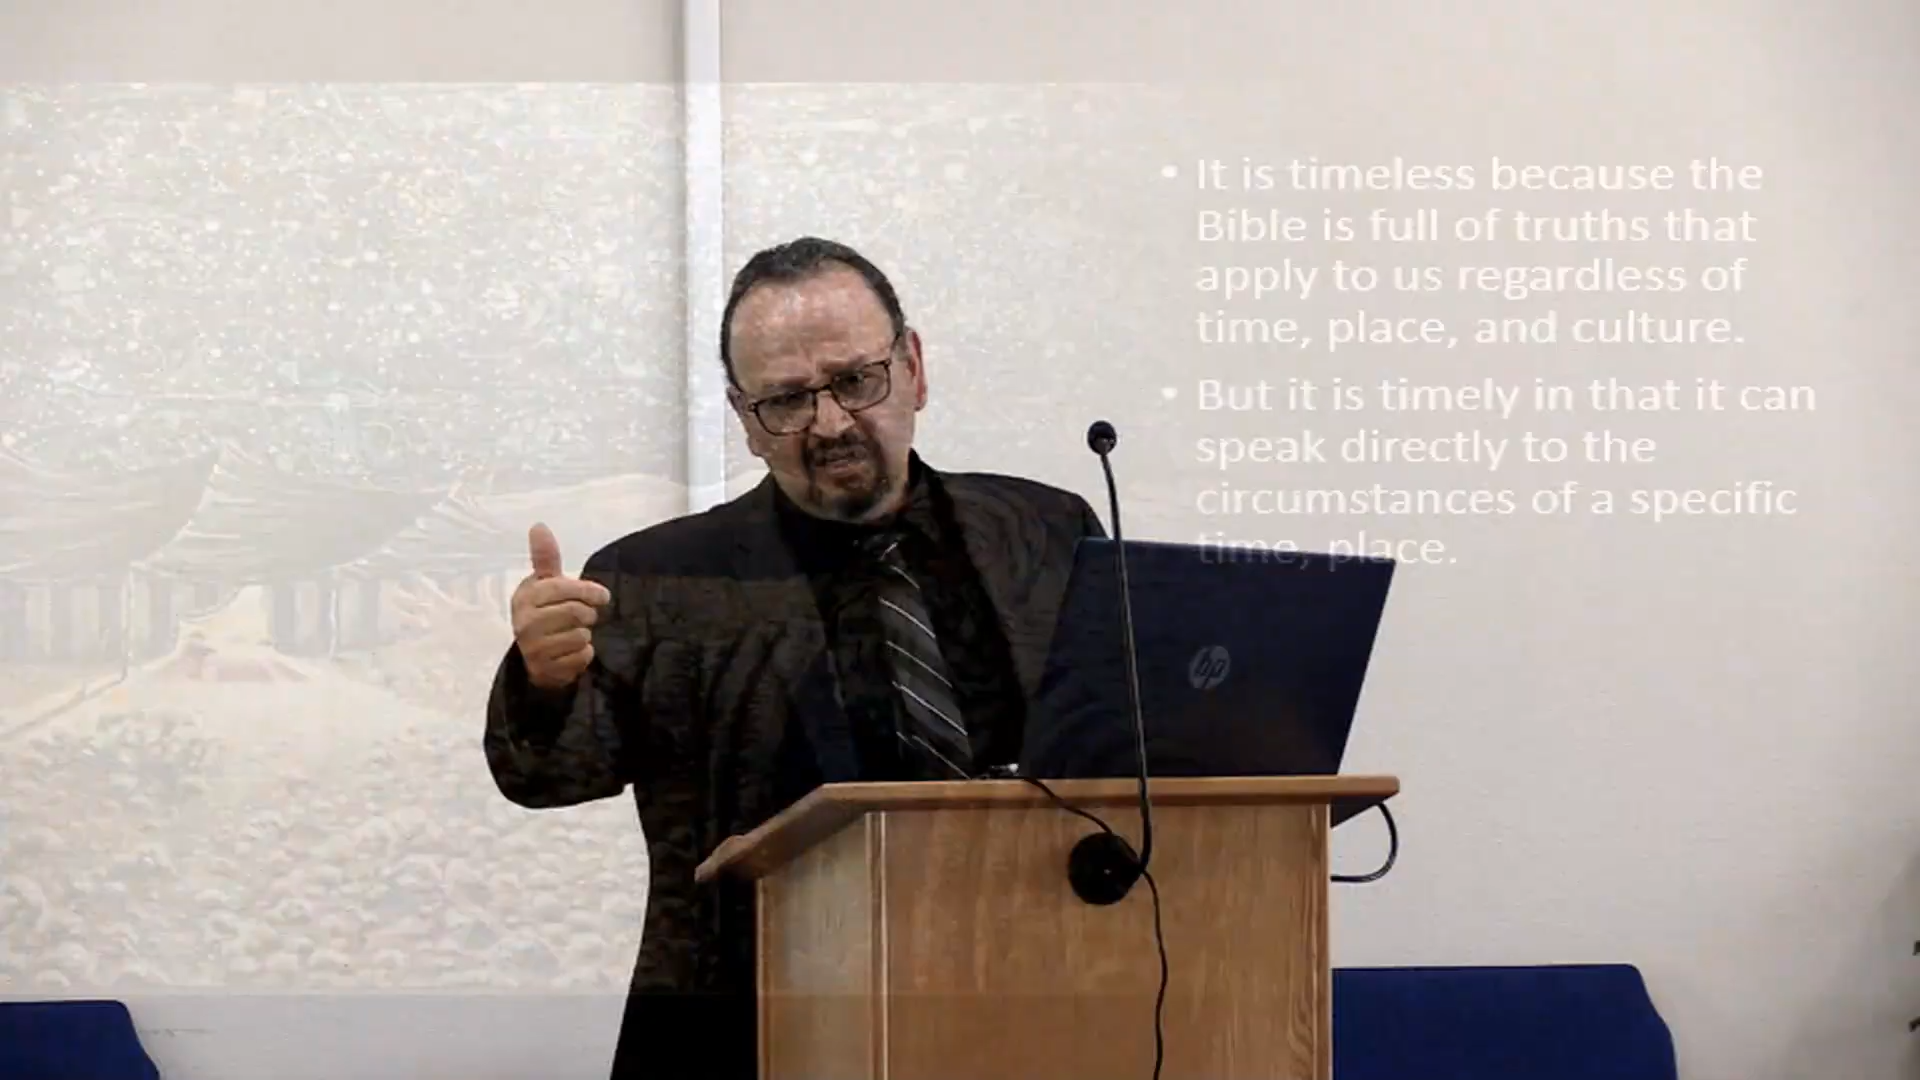 • It is timeless because the
Bible is full of truths that
apply to us regardless of
time, place, and culture.
• But it is timely in that it can
speak directly to the
circumstances of a specific
time, place.
hp